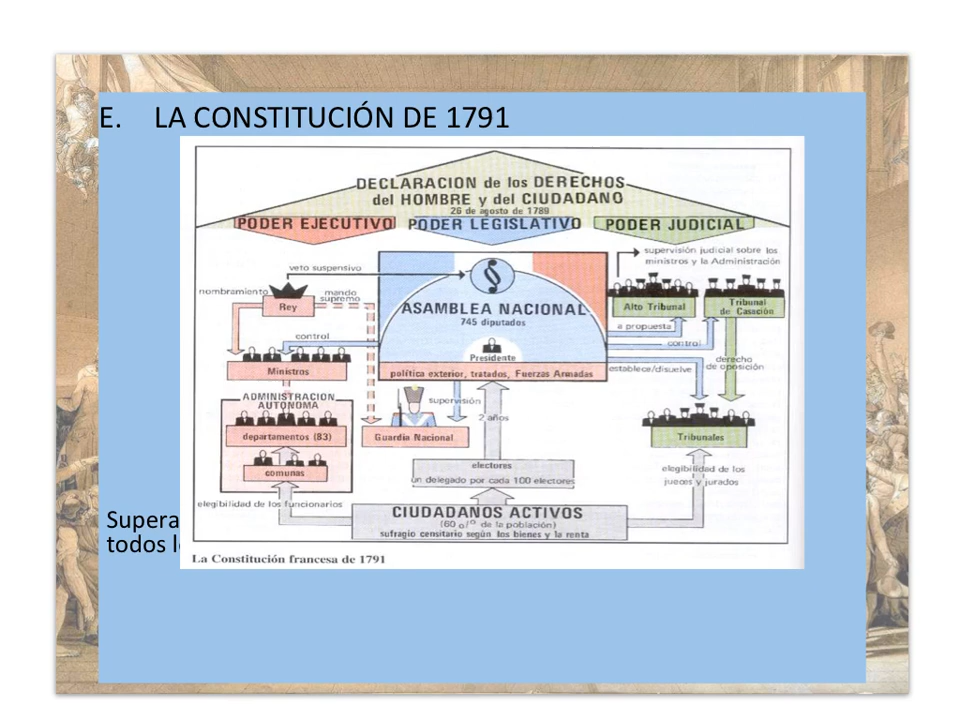 E. LA CONSTITUCIÓN DE 1791
DECLARACION de los DERECHOS
del HOMBRE y del CIUDADANO
26 de agosto de 1789
PODER EJECUTIVO
PODER LEGISLATIVO
PODER JUDICIAL
supervisión judicial sobre los
ministros y la Administración
veto suspensivo
§
nombramiento
mando
supremo
Rey
ASAMBLEA NACIONAL
745 diputados
Alto Tribunal
Tribunal
de Casación
a propuesta
control
control
Presidente
establece/disuelve
derecho
de oposición
Ministros
política exterior, tratados, Fuerzas Armadas
ADMINISTRACION
AUTONOMA
supervisión
2 años
departamentos (83)
Guardia Nacional
Tribunales
comunas
electores
un delegado por cada 100 electores
elegibilidad de los
jueces y jurados
elegibilidad de los funcionarios
CIUDADANOS ACTIVOS
(60 o/o de la población)
sufragio censitario según los bienes y la renta
Supera
todos
La Constitución francesa de 1791